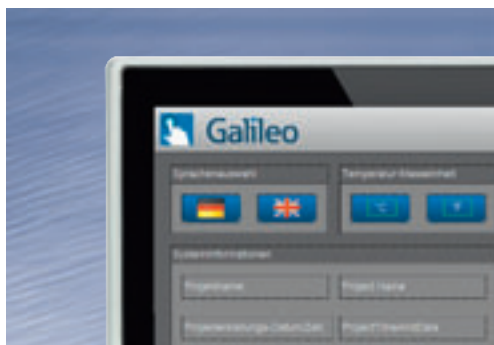 Galileo
Sprachenauswahl
Temperatur-Masseinheit
°C
°F
Systeminformationen
Projektname
Project Name